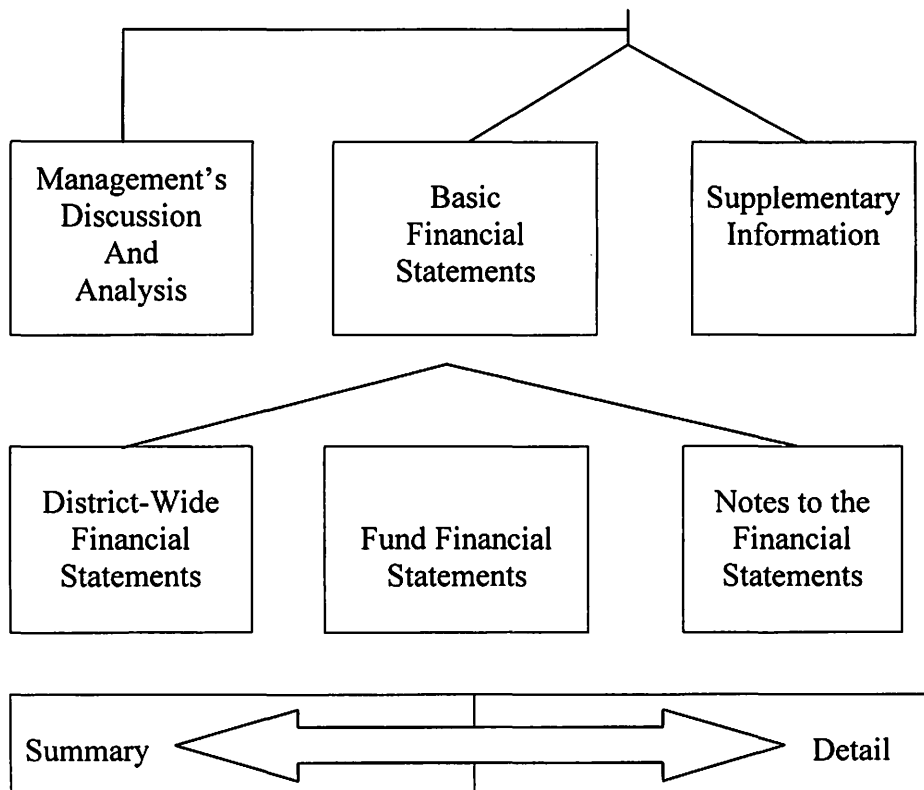 Management’s
Discussion
And
Analysis
Basic
Financial
Statements
Supplementary
Information
District-Wide
Financial
Statements
Fund Financial
Statements
Notes to the
Financial
Statements
Summary
Detail